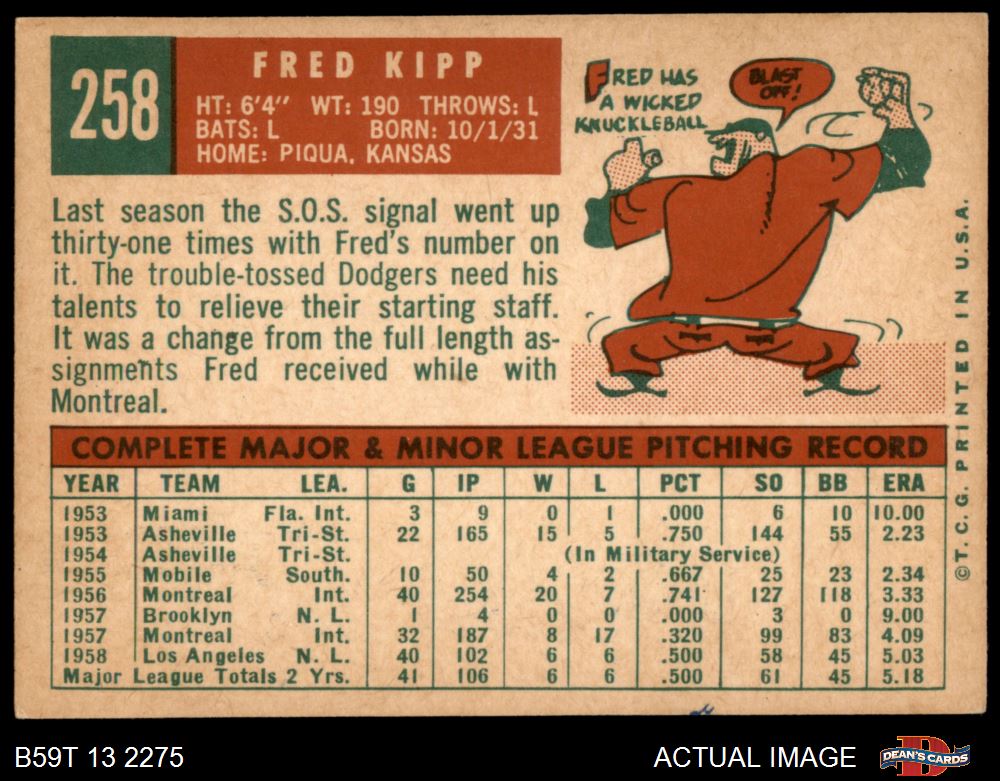 258
FRED KIPP
HT: 6'4" WT: 190 THROWS: L
BATS: L BORN: 10/1/31
HOME: PIQUA, KANSAS
FRED HAS
A WICKED
KNUCKLEBALL
BLAST
OFF!
Last season the S.O.S. signal went up
thirty-one times with Fred's number on
it. The trouble-tossed Dodgers need his
talents to relieve their starting staff.
It was a change from the full length as-
signments Fred received while with
Montreal.
COMPLETE MAJOR & MINOR LEAGUE PITCHING RECORD
YEAR TEAM LEA. G IP W L PCT SO BB ERA
1953 Miami Fla. Int. 3 9 0 1 .000 6 10 10.00
1953 Asheville Tri-St. 22 165 15 5 .750 144 55 2.23
1954 Asheville Tri-St. (In Military Service)
1955 Mobile South. 10 50 4 2 .667 25 23 2.34
1956 Montreal Int. 40 254 20 7 .741 127 118 3.33
1957 Brooklyn N. L. 1 4 0 0 .000 3 0 9.00
1957 Montreal Int. 32 187 8 17 .320 99 83 4.09
1958 Los Angeles N. L. 40 102 6 6 .500 58 45 5.03
Major League Totals 2 Yrs. 41 106 6 6 .500 61 45 5.18
© T. C. G. PRINTED IN U.S.A.
B59T 13 2275
ACTUAL IMAGE
DEAN'S CARDS